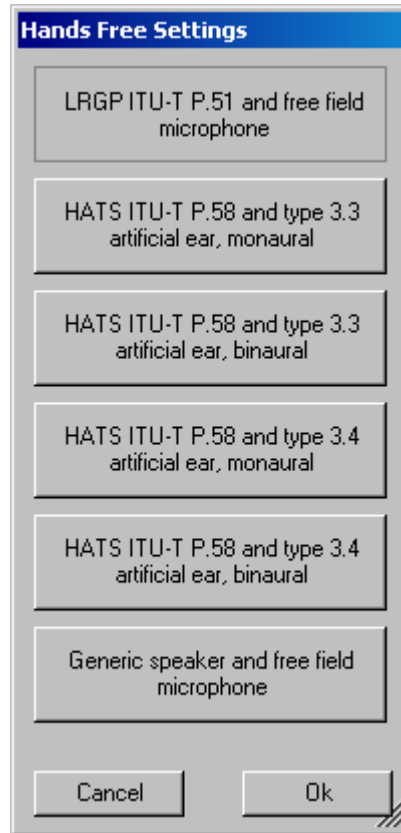 Hands Free Settings
LRGP ITU-T P.51 and free field
microphone
HATS ITU-T P.58 and type 3.3
artificial ear, monaural
HATS ITU-T P.58 and type 3.3
artificial ear, binaural
HATS ITU-T P.58 and type 3.4
artificial ear, monaural
HATS ITU-T P.58 and type 3.4
artificial ear, binaural
Generic speaker and free field
microphone
Cancel Ok